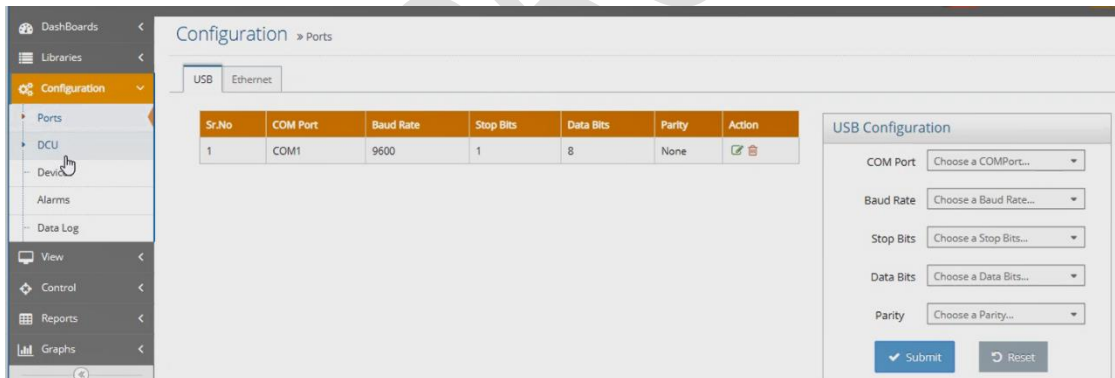 DashBoards
Libraries
Configuration
Ports
DCU
Alarms
Data Log
View
Control
Reports
Graphs
Configuration » Ports
USB Ethernet
Sr.No COM Port Baud Rate Stop Bits Data Bits Parity Action
1 COM1 9600 1 8 None
USB Configuration
COM Port Choose a COMPort...
Baud Rate Choose a Baud Rate...
Stop Bits Choose a Stop Bits...
Data Bits Choose a Data Bits...
Parity Choose a Parity...
Submit Reset